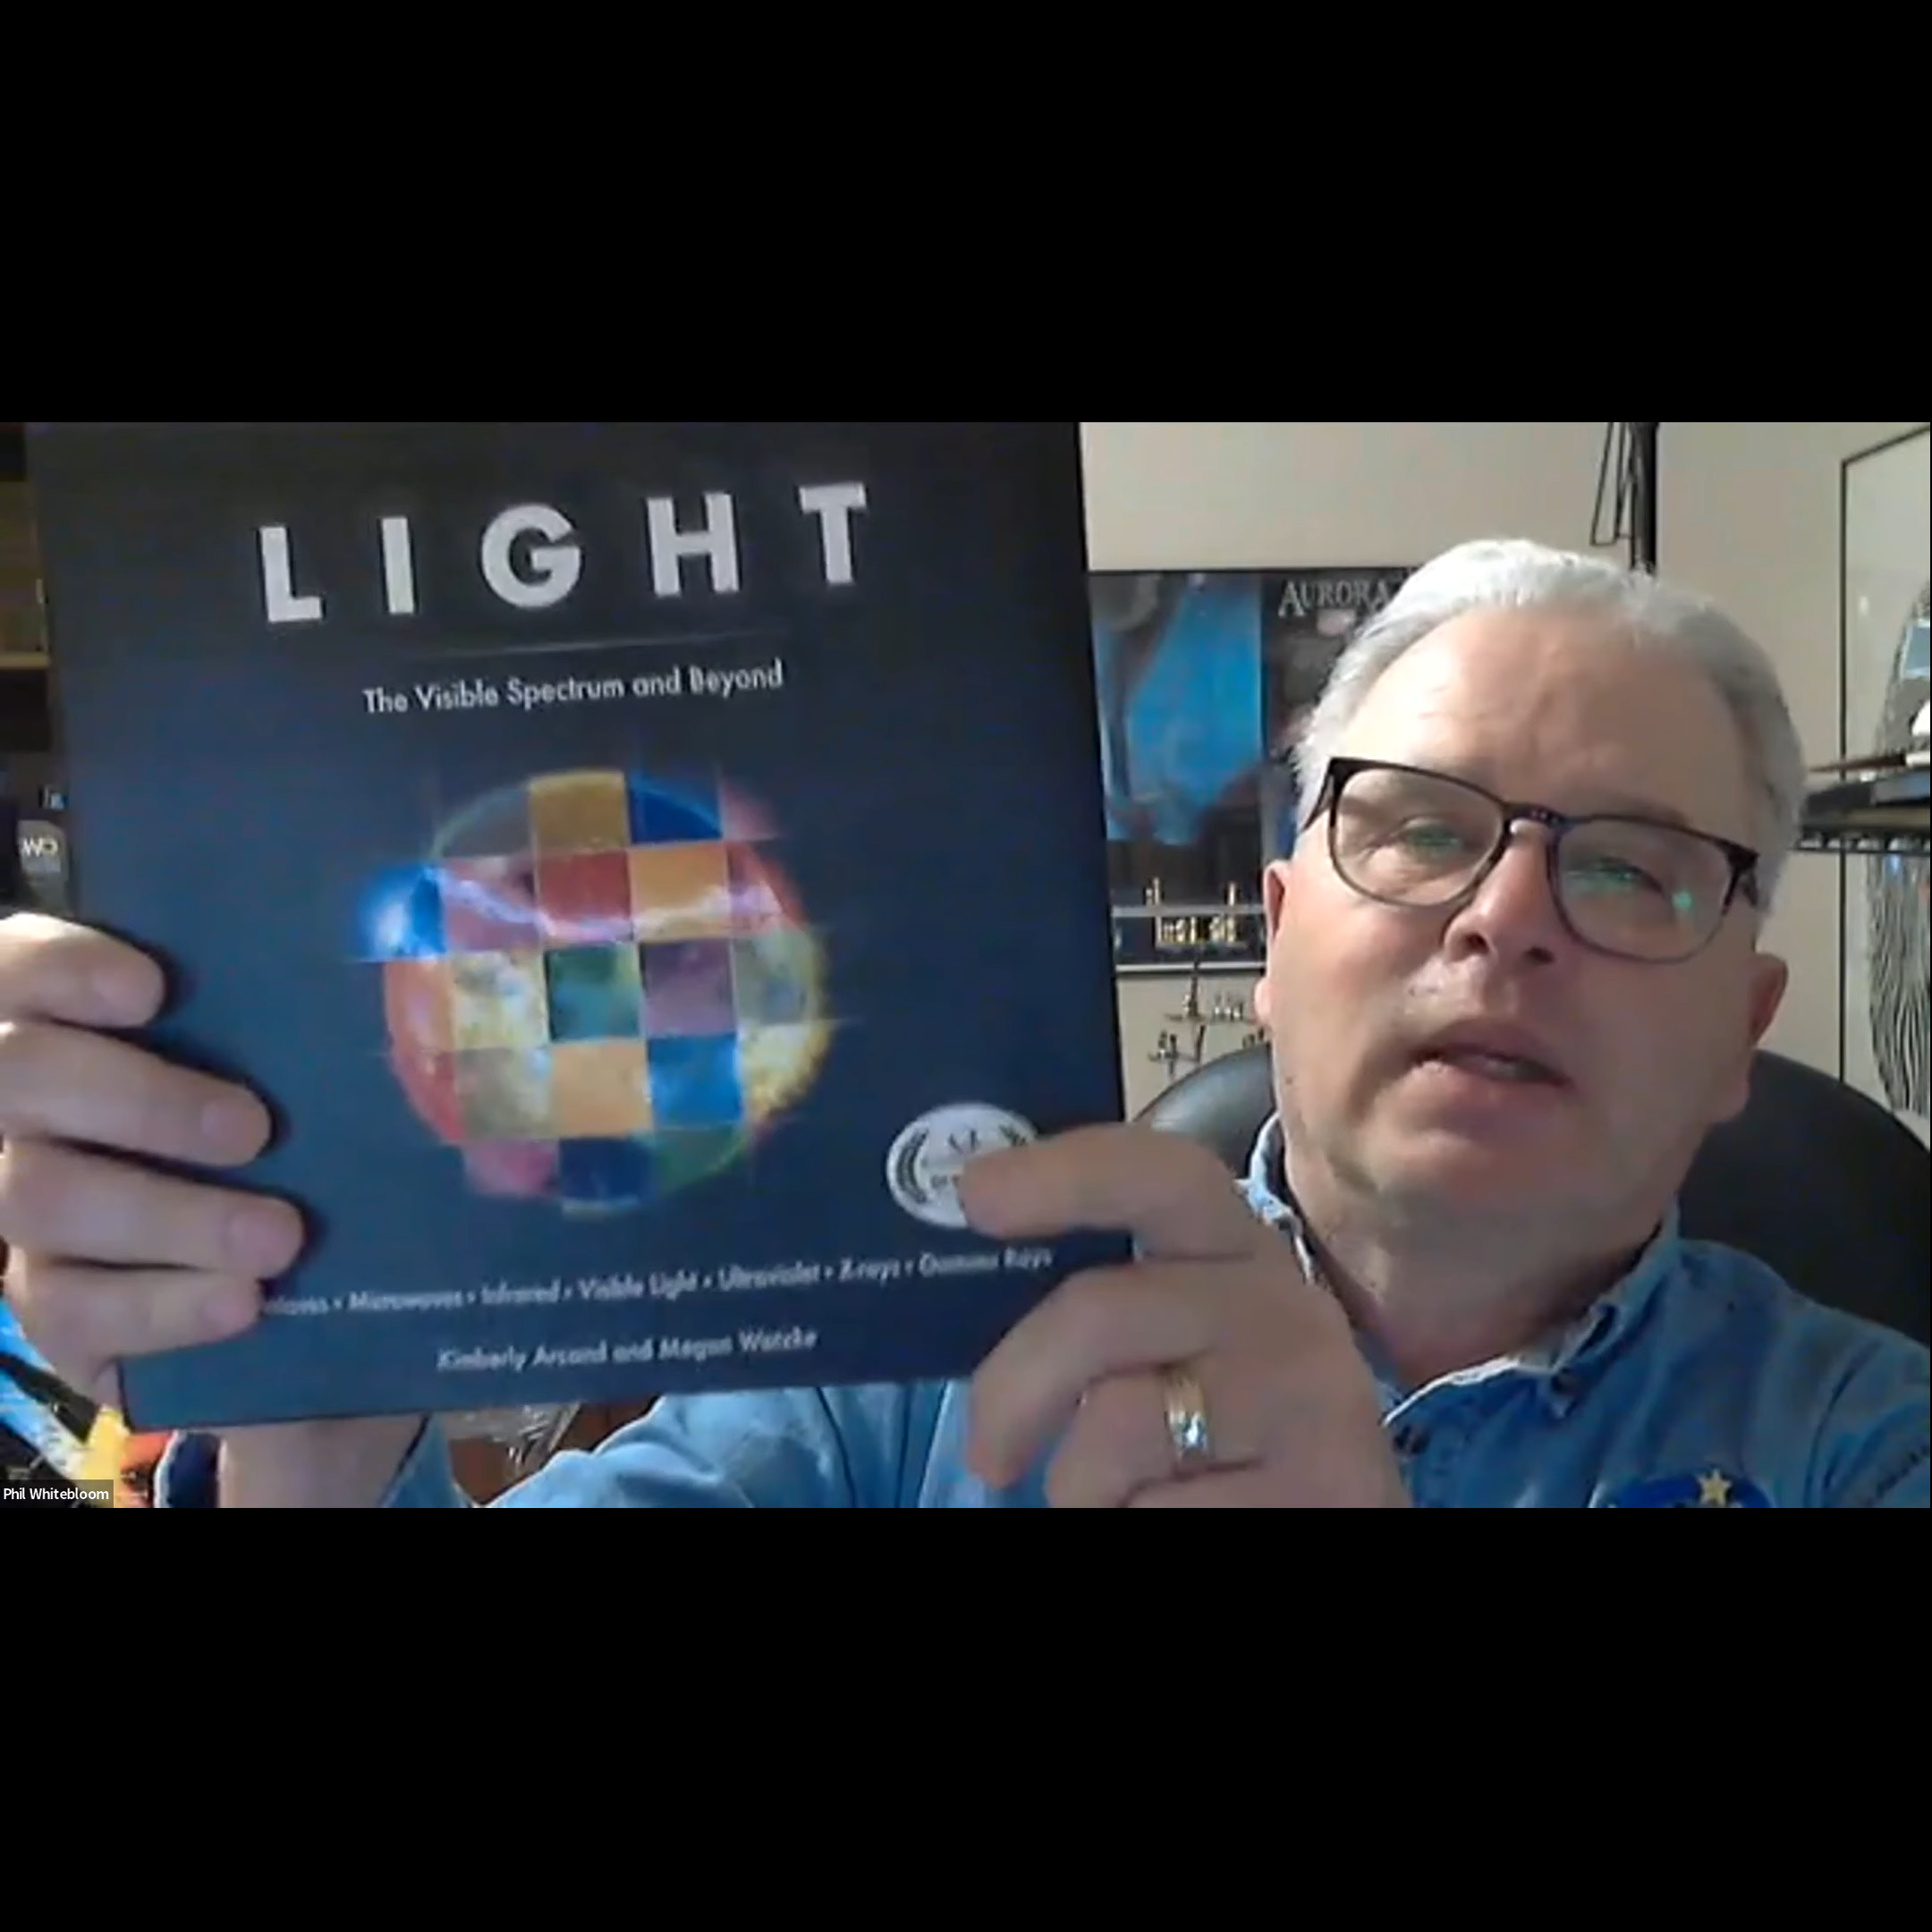 LIGHT
The Visible Spectrum and Beyond
AURORA
Microwaves • Infrared • Visible Light • Ultraviolet • X-rays • Gamma Rays
Kimberly Arcand and Megan Watzke
Phil Whitebloom